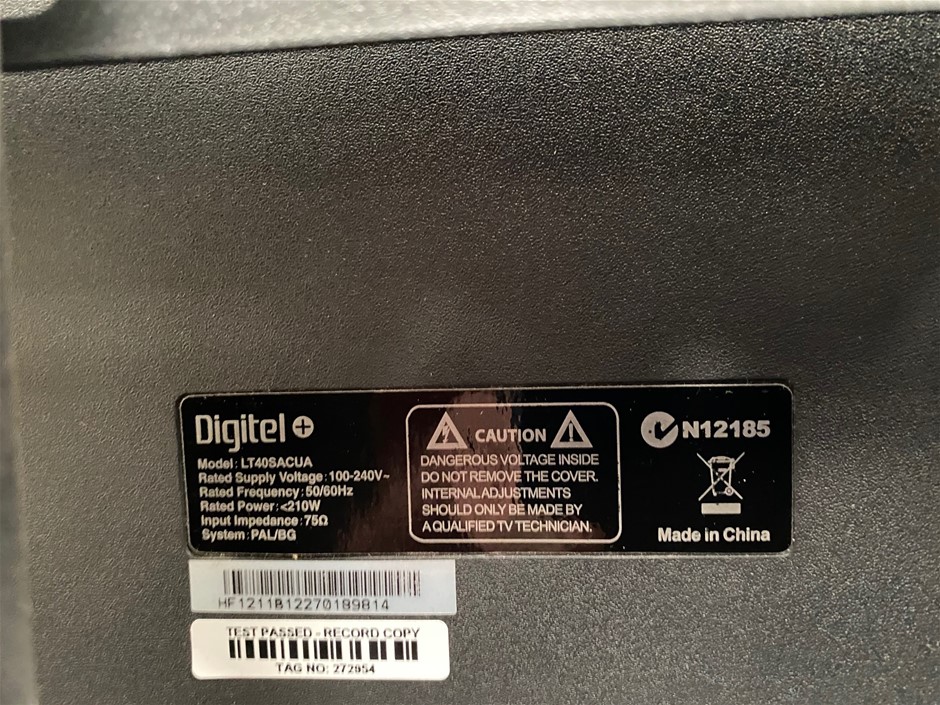 Digitel +
Model : LT40SACUA
Rated Supply Voltage : 100-240V~
Rated Frequency : 50/60Hz
Rated Power : <210W
Input Impedance : 75Ω
System : PAL/BG
CAUTION
DANGEROUS VOLTAGE INSIDE
DO NOT REMOVE THE COVER.
INTERNAL ADJUSTMENTS
SHOULD ONLY BE MADE BY
A QUALIFIED TV TECHNICIAN.
N12185
Made in China
HF1211B12270189814
TEST PASSED - RECORD COPY
TAG NO: 272954